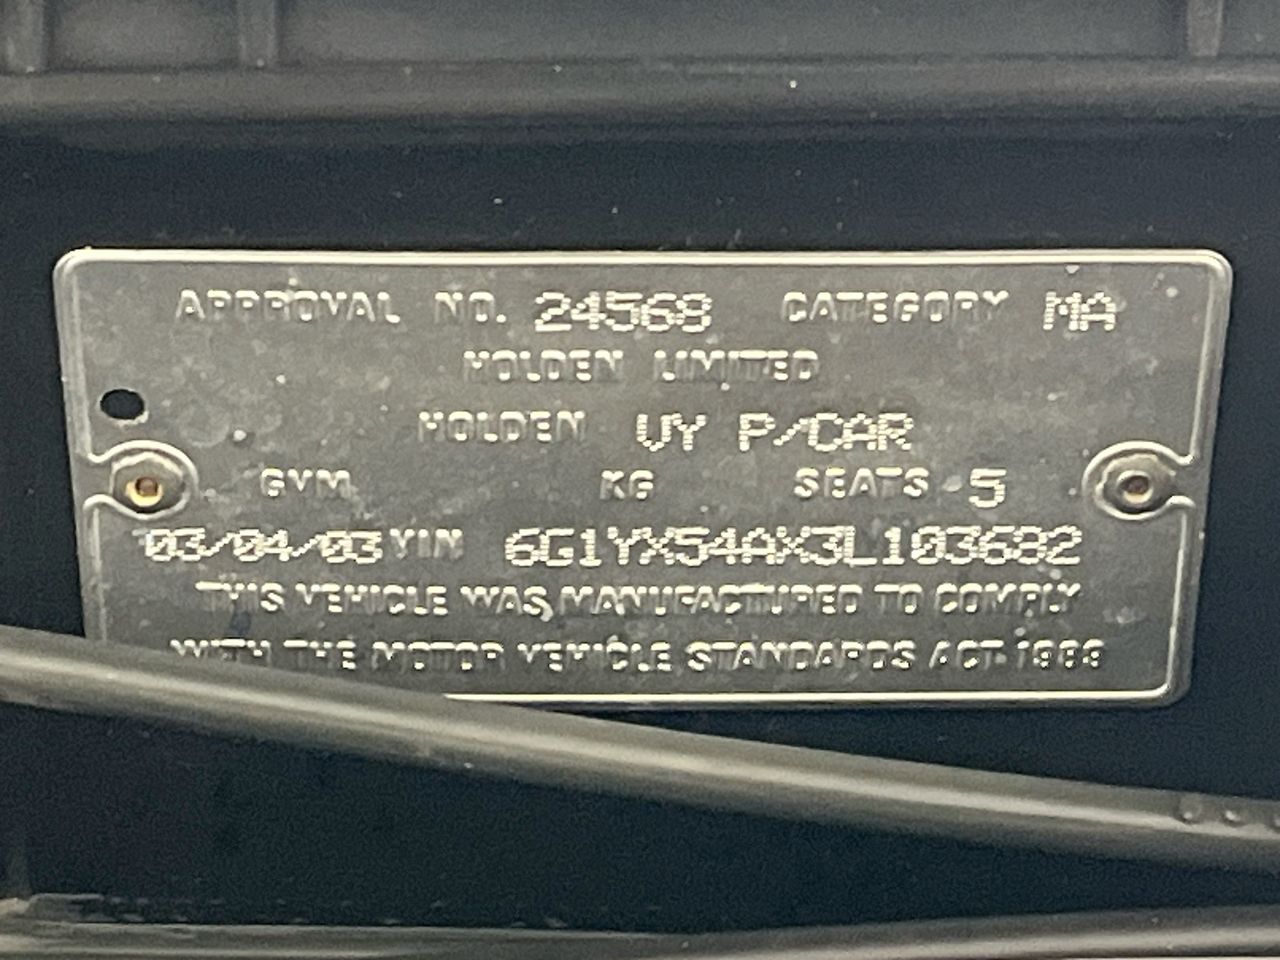 APPROVAL NO. 24568 CATEGORY MA
HOLDEN LIMITED
HOLDEN VY P/CAR
GVM KG SEATS 5
03/04/03 VIN 6G1YX54AX3L103682
THIS VEHICLE WAS MANUFACTURED TO COMPLY
WITH THE MOTOR VEHICLE STANDARDS ACT 1989